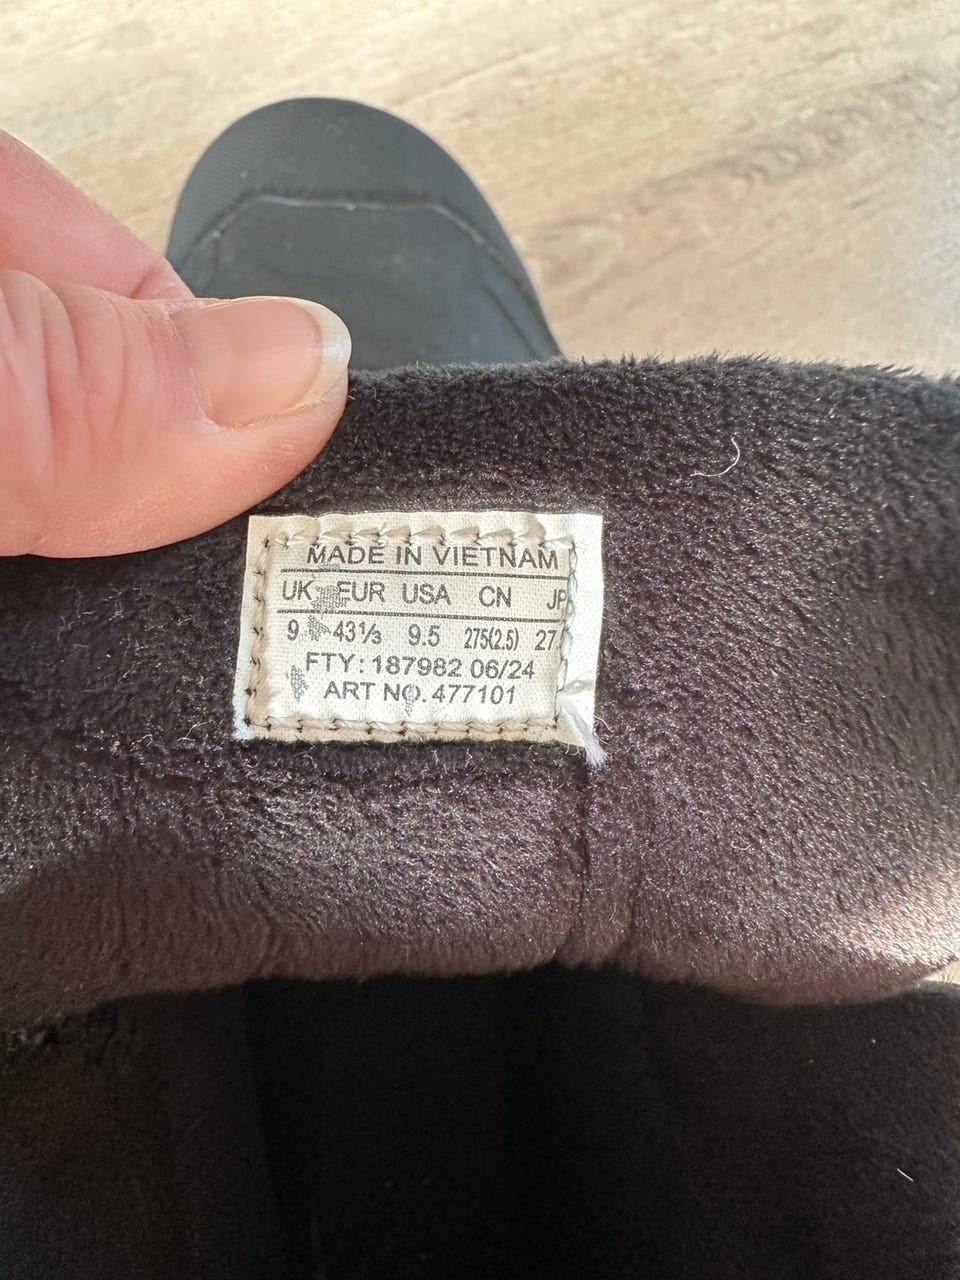 MADE IN VIETNAM
UK EUR USA CN JP
9 43⅓ 9.5 275(2.5) 27
FTY: 187982 06/24
ART NO. 477101